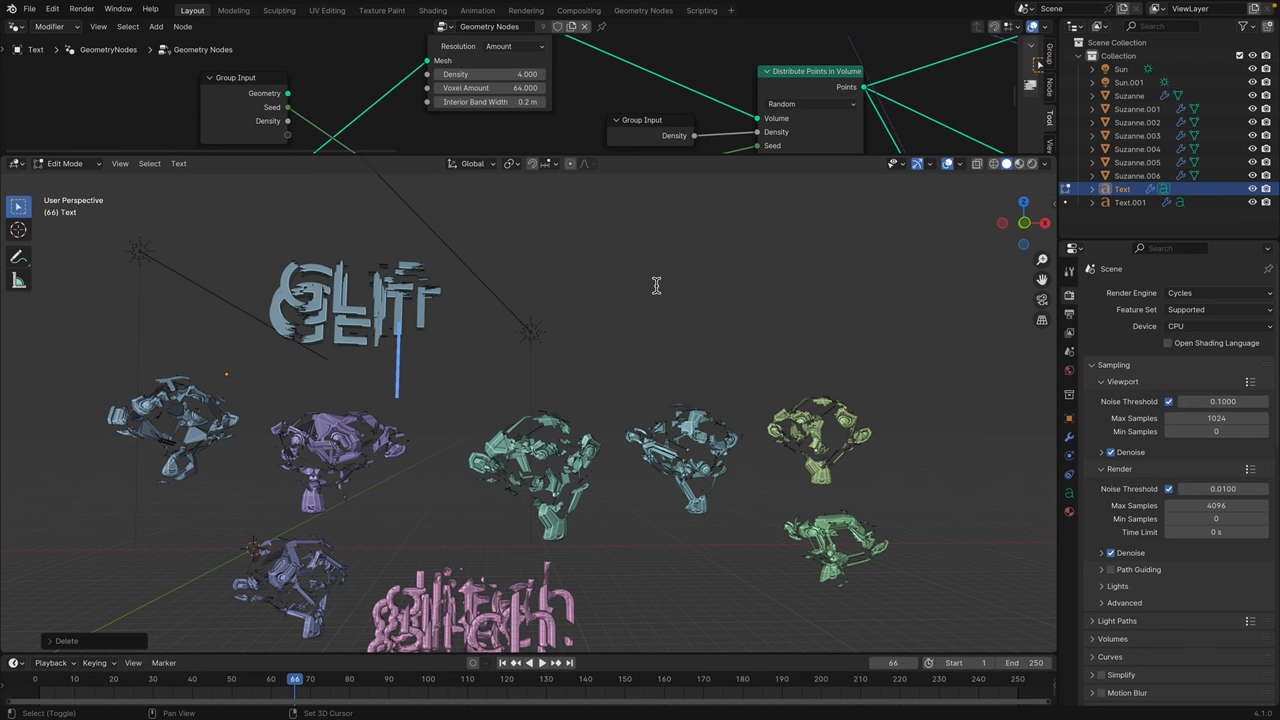 File Edit Render Window Help Layout Modeling Sculpting UV Editing Texture Paint Shading Animation Rendering Compositing Geometry Nodes Scripting + Scene ViewLayer
Modifier View Select Add Node Geometry Nodes 9 Search
Text > GeometryNodes > Geometry Nodes
Resolution Amount
Mesh
Density 4.000
Voxel Amount 64.000
Interior Band Width 0.2 m
Group Input
Geometry
Seed
Density
Group Input
Density
Distribute Points in Volume
Points
Random
Volume
Density
Seed
Group
Node
Tool
Scene Collection
Collection
Sun
Sun.001
Suzanne
Suzanne.001
Suzanne.002
Suzanne.003
Suzanne.004
Suzanne.005
Suzanne.006
Text
Text.001
Edit Mode View Select Text Global
User Perspective
(66) Text
Z
X
GLIT
Glitch
Delete
Search
Scene
Render Engine Cycles
Feature Set Supported
Device CPU
Open Shading Language
Sampling
Viewport
Noise Threshold 0.1000
Max Samples 1024
Min Samples 0
Denoise
Render
Noise Threshold 0.0100
Max Samples 4096
Min Samples 0
Time Limit 0 s
Denoise
Path Guiding
Lights
Advanced
Light Paths
Volumes
Curves
Simplify
Motion Blur
Playback Keying View Marker 66 Start 1 End 250
0 10 20 30 40 50 60 66 70 80 90 100 110 120 130 140 150 160 170 180 190 200 210 220 230 240 250
Select (Toggle) Pan View Set 3D Cursor 4.1.0